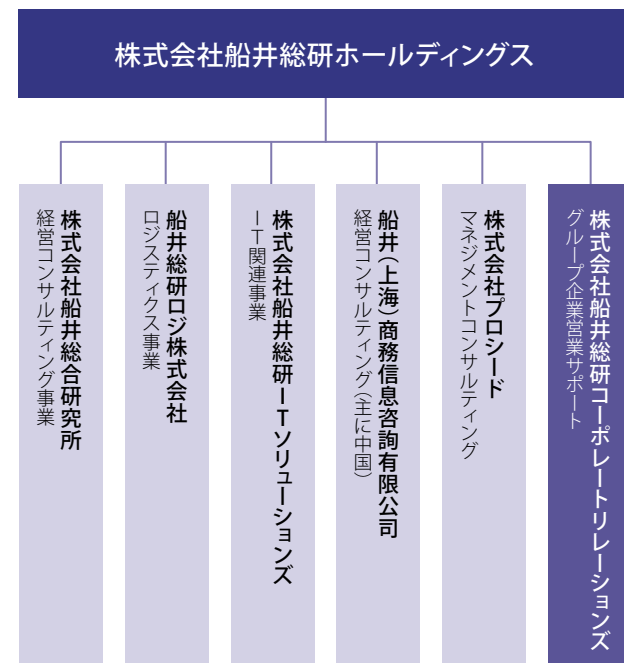 株式会社船井総研ホールディングス
株式会社船井総合研究所
経営コンサルティング事業
船井総研ロジ株式会社
ロジスティクス事業
株式会社船井総研ITソリューションズ
IT関連事業
船井(上海)商務信息咨詢有限公司
経営コンサルティング(主に中国)
株式会社プロシード
マネジメントコンサルティング
株式会社船井総研コーポレートリレーションズ
グループ企業営業サポート